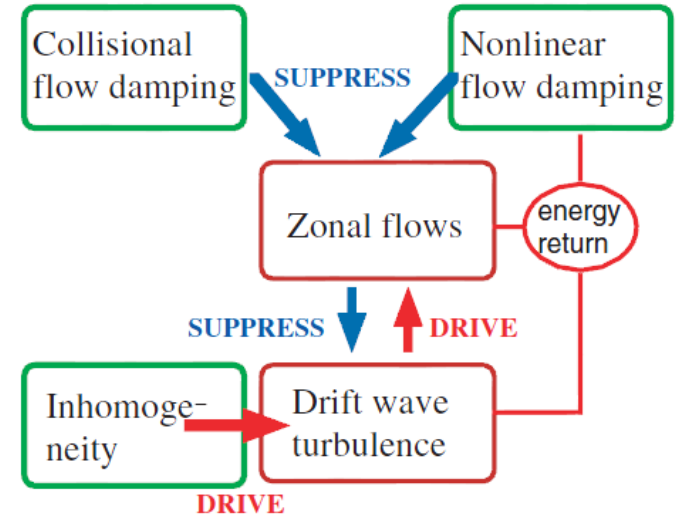 Collisional
flow damping
SUPPRESS
Nonlinear
flow damping
Zonal flows
energy
return
SUPPRESS
DRIVE
Inhomoge-
neity
Drift wave
turbulence
DRIVE